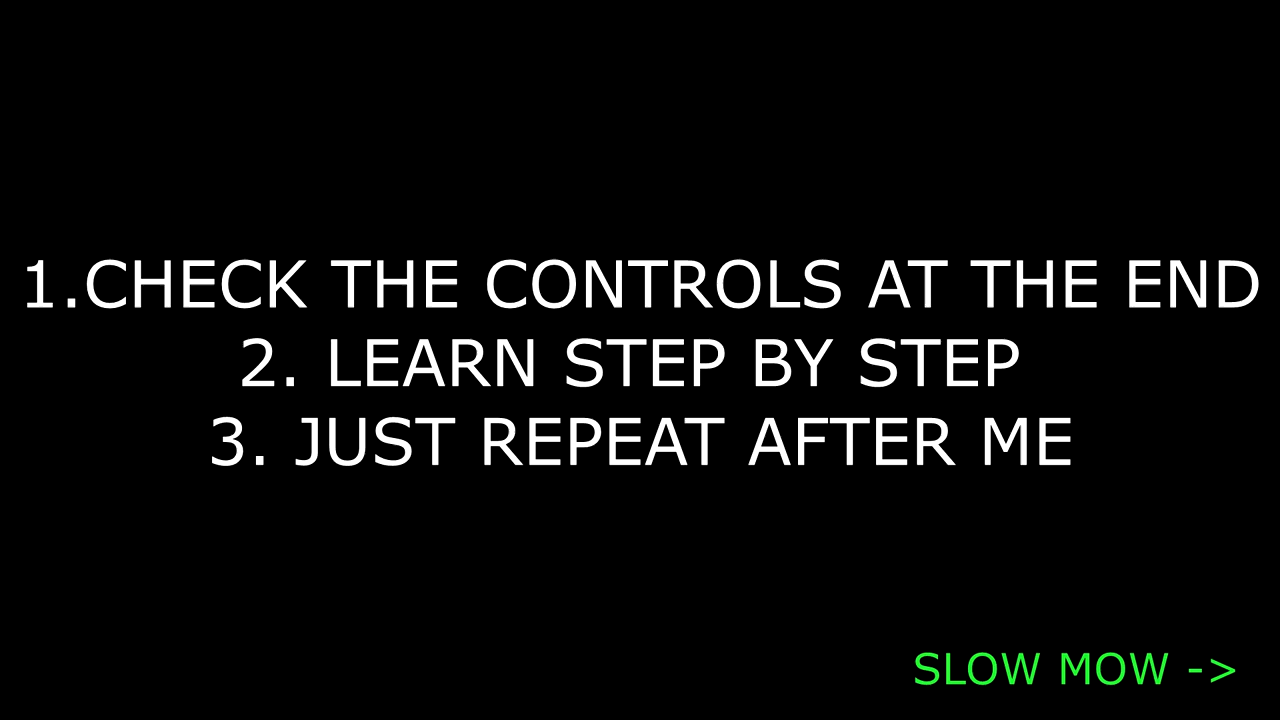 1.CHECK THE CONTROLS AT THE END
2. LEARN STEP BY STEP
3. JUST REPEAT AFTER ME
SLOW MOW ->